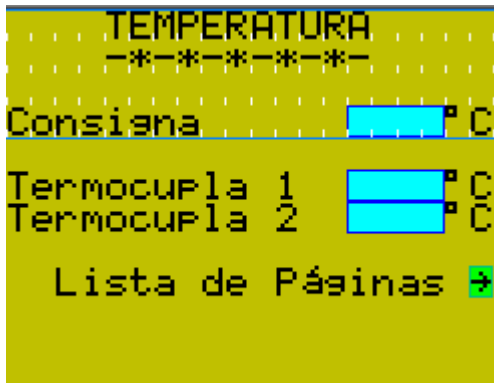 TEMPERATURA
-*-*-*-*-*-
Consigna ° C
Termocupla 1 ° C
Termocupla 2 ° C
Lista de Páginas →